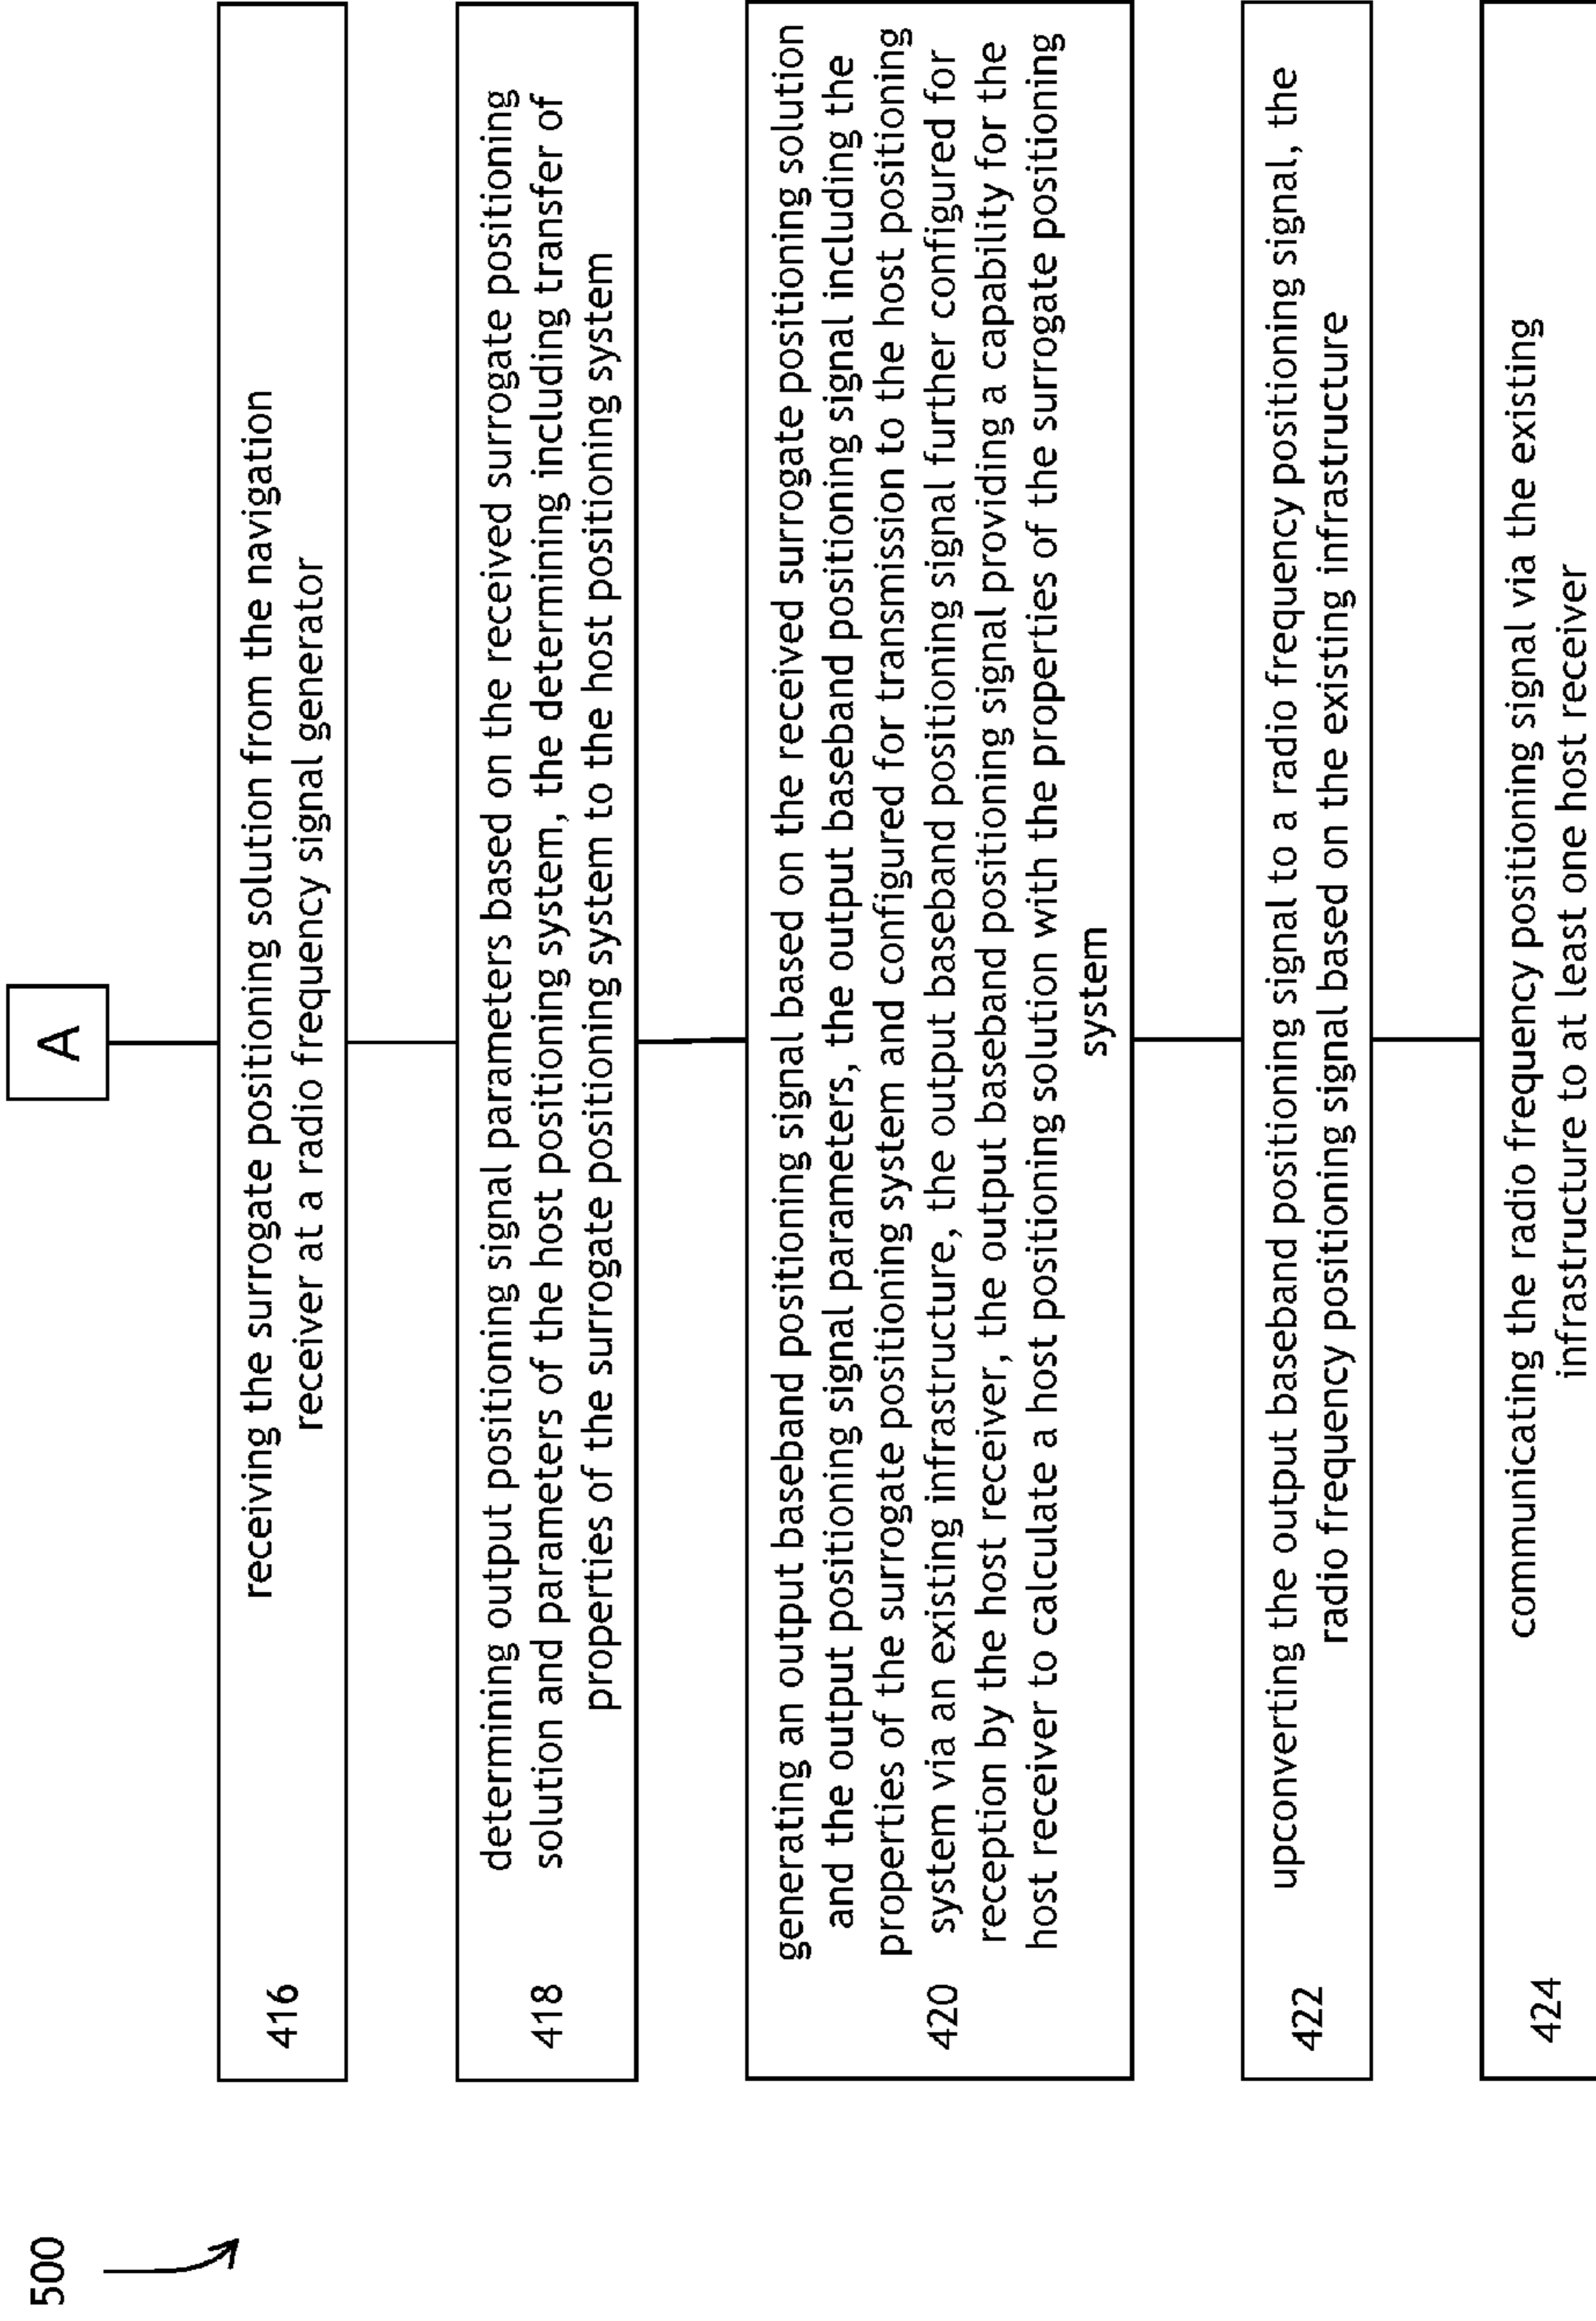 500
A
416
receiving the surrogate positioning solution from the navigation
receiver at a radio frequency signal generator
418
determining output positioning signal parameters based on the received surrogate positioning
solution and parameters of the host positioning system, the determining including transfer of
properties of the surrogate positioning system to the host positioning system
420
generating an output baseband positioning signal based on the received surrogate positioning solution
and the output positioning signal parameters, the output baseband positioning signal including the
properties of the surrogate positioning system and configured for transmission to the host positioning
system via an existing infrastructure, the output baseband positioning signal further configured for
reception by the host receiver, the output baseband positioning signal providing a capability for the
host receiver to calculate a host positioning solution with the properties of the surrogate positioning
system
422
upconverting the output baseband positioning signal to a radio frequency positioning signal, the
radio frequency positioning signal based on the existing infrastructure
424
communicating the radio frequency positioning signal via the existing
infrastructure to at least one host receiver